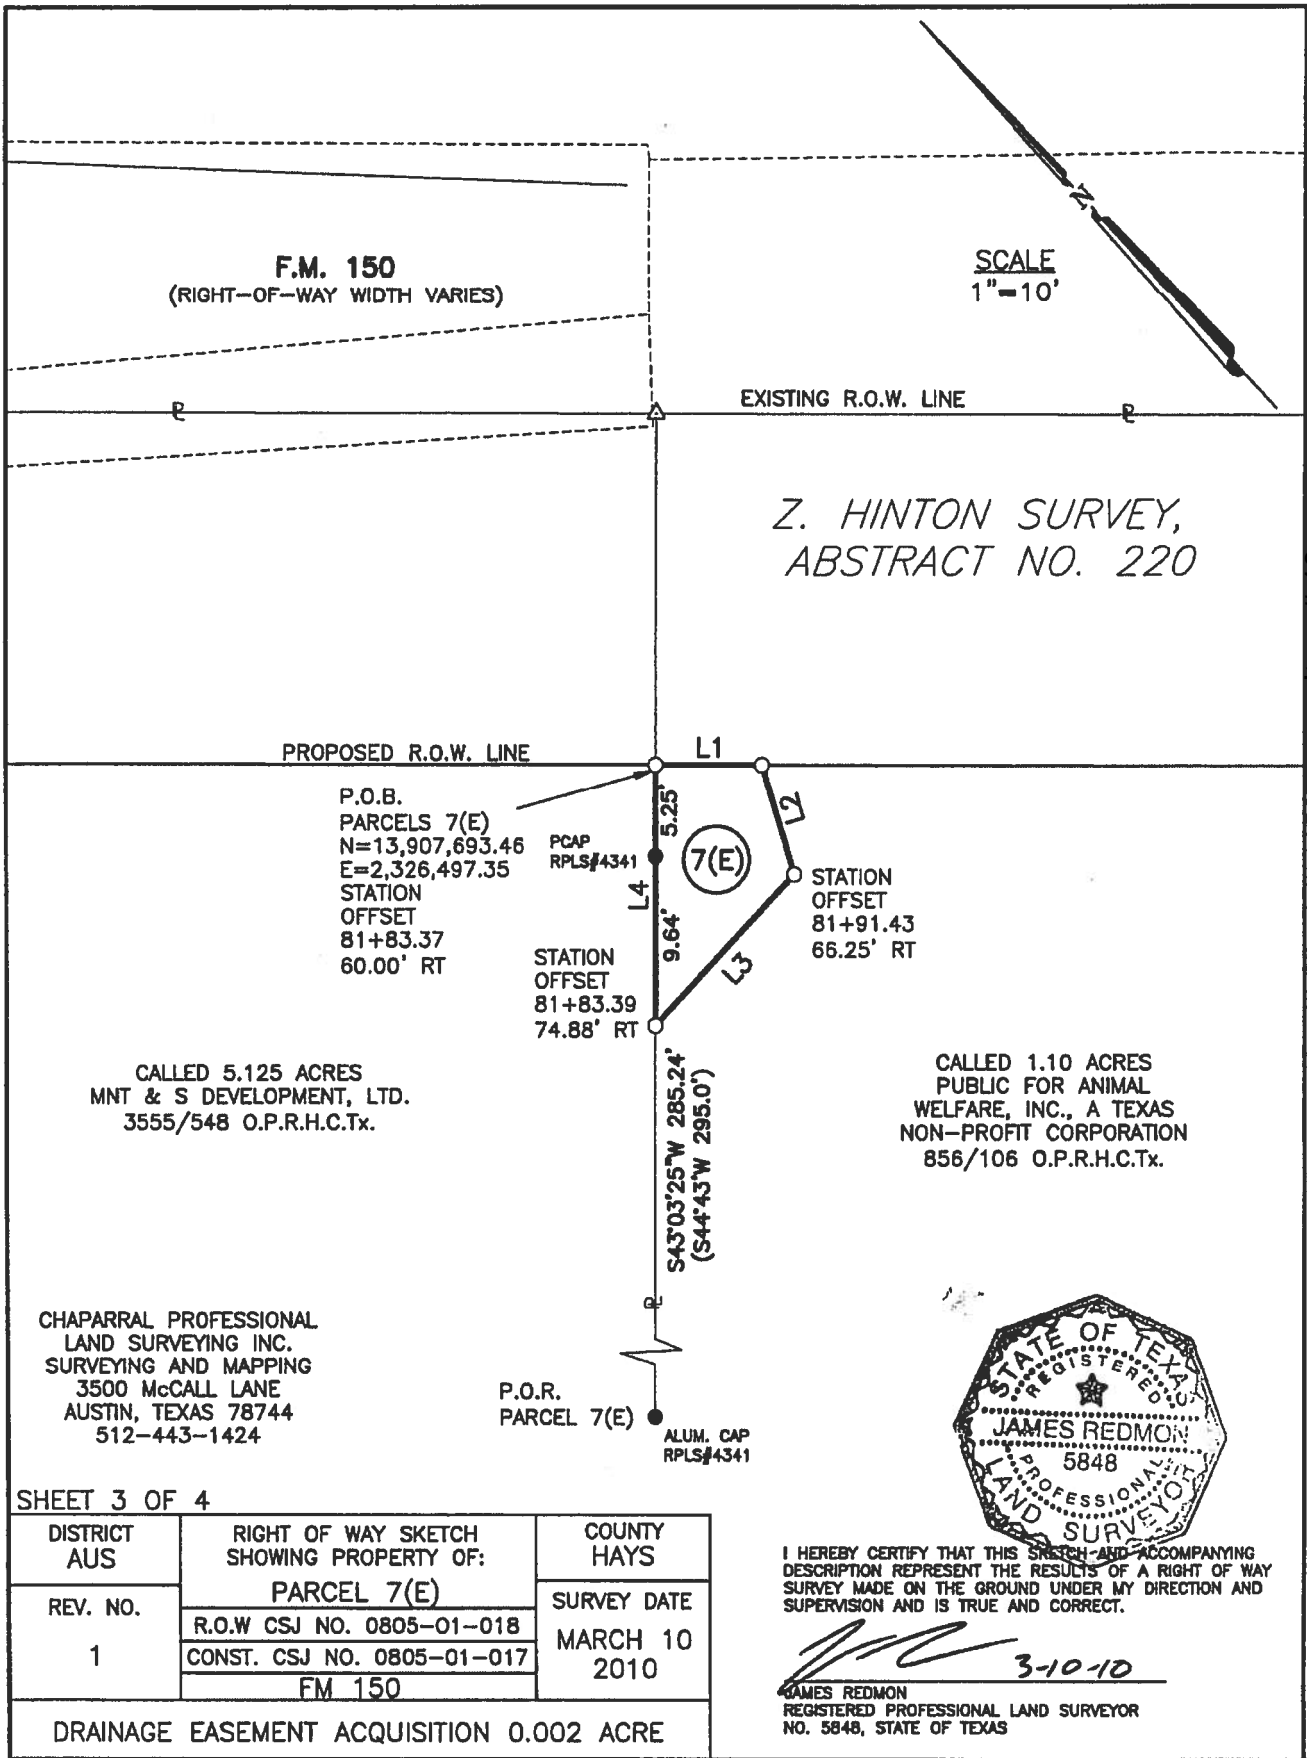 N
F.M. 150
(RIGHT-OF-WAY WIDTH VARIES)
SCALE
1"=10'
EXISTING R.O.W. LINE
P
P
Z. HINTON SURVEY,
ABSTRACT NO. 220
PROPOSED R.O.W. LINE
L1
P.O.B.
PARCELS 7(E)
N=13,907,693.46
E=2,326,497.35
STATION
OFFSET
81+83.37
60.00' RT
PCAP
RPLS#4341
5.25'
L2
7(E)
L4
9.64'
L3
STATION
OFFSET
81+91.43
66.25' RT
STATION
OFFSET
81+83.39
74.88' RT
CALLED 5.125 ACRES
MNT & S DEVELOPMENT, LTD.
3555/548 O.P.R.H.C.Tx.
S43°03'25"W 285.24'
(S44°43'W 295.0')
CALLED 1.10 ACRES
PUBLIC FOR ANIMAL
WELFARE, INC., A TEXAS
NON-PROFIT CORPORATION
856/106 O.P.R.H.C.Tx.
P
CHAPARRAL PROFESSIONAL
LAND SURVEYING INC.
SURVEYING AND MAPPING
3500 McCALL LANE
AUSTIN, TEXAS 78744
512-443-1424
P.O.R.
PARCEL 7(E)
ALUM. CAP
RPLS#4341
STATE OF TEXAS
REGISTERED
JAMES REDMON
5848
PROFESSIONAL
LAND SURVEYOR
SHEET 3 OF 4
DISTRICT
AUS
RIGHT OF WAY SKETCH
SHOWING PROPERTY OF:
PARCEL 7(E)
COUNTY
HAYS
REV. NO.
1
R.O.W CSJ NO. 0805-01-018
CONST. CSJ NO. 0805-01-017
FM 150
SURVEY DATE
MARCH 10
2010
DRAINAGE EASEMENT ACQUISITION 0.002 ACRE
I HEREBY CERTIFY THAT THIS SKETCH AND ACCOMPANYING
DESCRIPTION REPRESENT THE RESULTS OF A RIGHT OF WAY
SURVEY MADE ON THE GROUND UNDER MY DIRECTION AND
SUPERVISION AND IS TRUE AND CORRECT.
3-10-10
JAMES REDMON
REGISTERED PROFESSIONAL LAND SURVEYOR
NO. 5848, STATE OF TEXAS